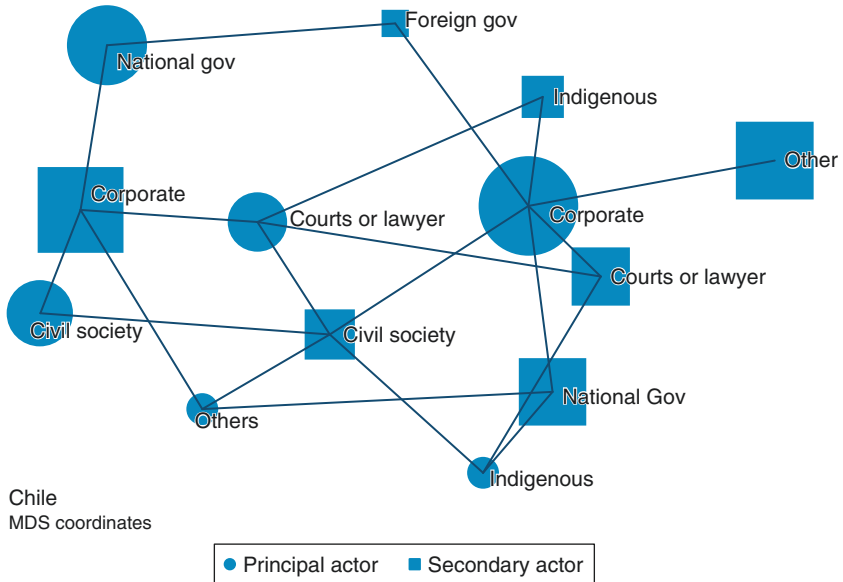 Foreign gov
National gov
Indigenous
Other
Corporate
Courts or lawyer
Corporate
Courts or lawyer
Civil society
Civil society
National Gov
Others
Indigenous
Chile
MDS coordinates
Principal actor Secondary actor